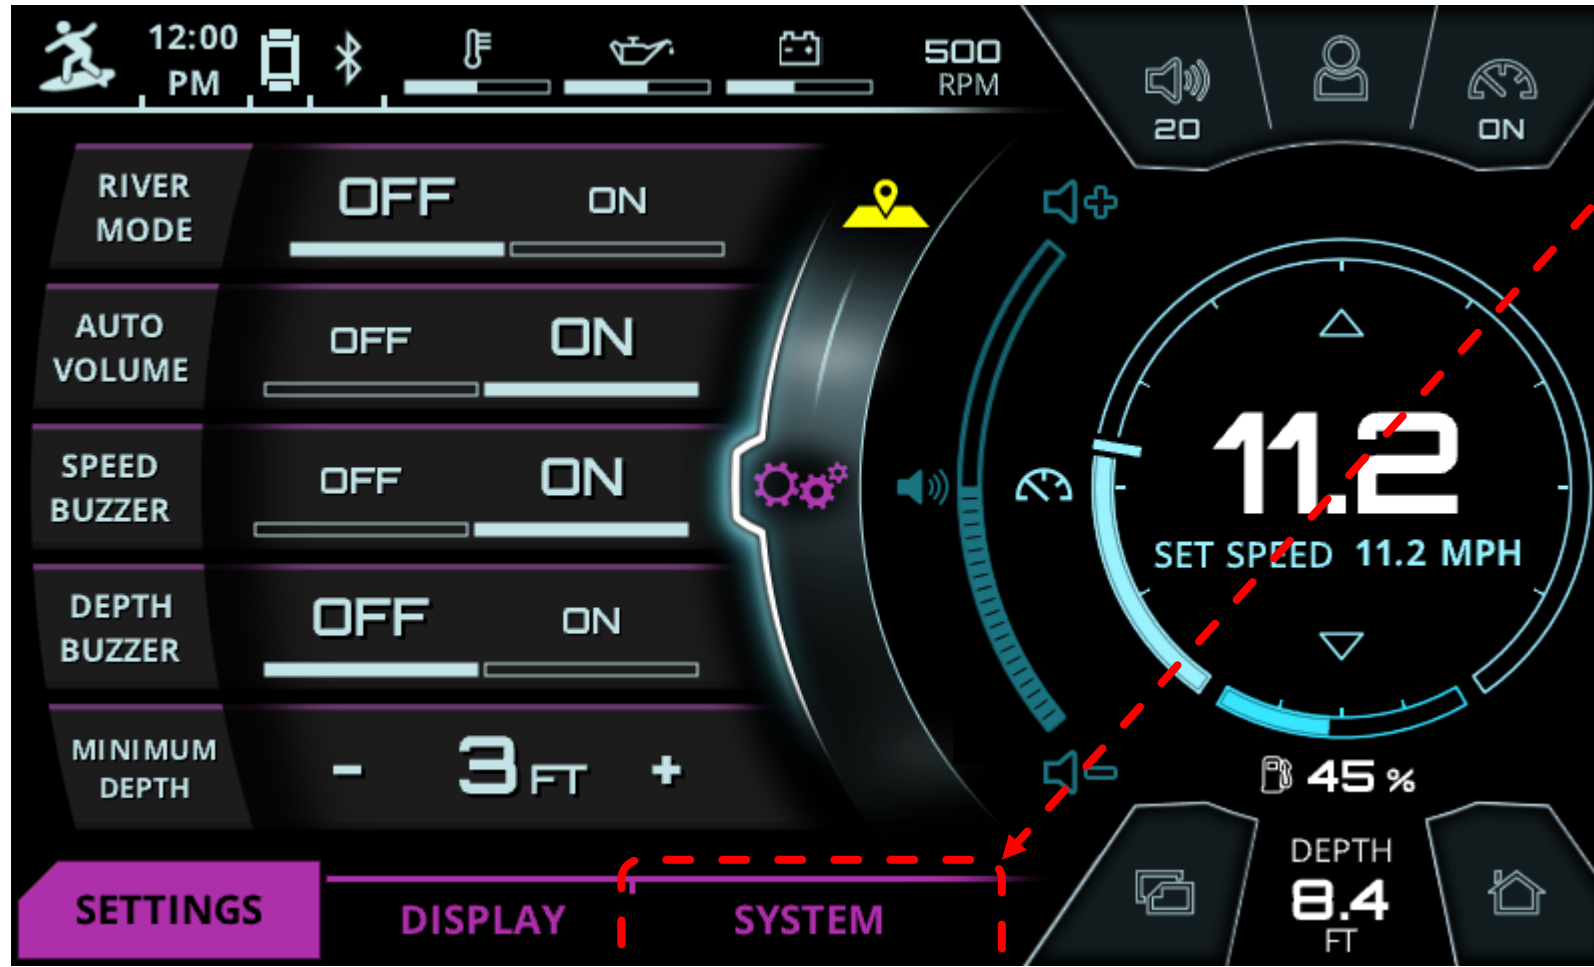 12:00
PM
500
RPM
20
ON
RIVER
MODE
OFF ON
AUTO
VOLUME
OFF ON
SPEED
BUZZER
OFF ON
DEPTH
BUZZER
OFF ON
MINIMUM
DEPTH
- 3 FT +
11.2
SET SPEED 11.2 MPH
45 %
DEPTH
8.4
FT
SETTINGS
DISPLAY
SYSTEM